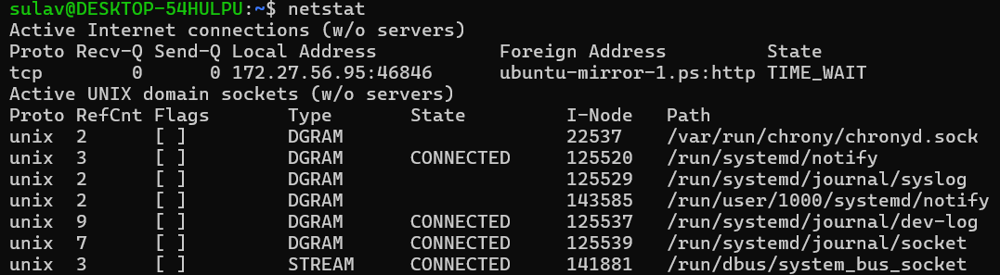 sulav@DESKTOP-54HULPU:~$ netstat
Active Internet connections (w/o servers)
Proto Recv-Q Send-Q Local Address           Foreign Address         State
tcp        0      0 172.27.56.95:46846      ubuntu-mirror-1.ps:http TIME_WAIT
Active UNIX domain sockets (w/o servers)
Proto RefCnt Flags       Type       State         I-Node   Path
unix  2      [ ]         DGRAM                    22537    /var/run/chrony/chronyd.sock
unix  3      [ ]         DGRAM      CONNECTED     125520   /run/systemd/notify
unix  2      [ ]         DGRAM                    125529   /run/systemd/journal/syslog
unix  2      [ ]         DGRAM                    143585   /run/user/1000/systemd/notify
unix  9      [ ]         DGRAM      CONNECTED     125537   /run/systemd/journal/dev-log
unix  7      [ ]         DGRAM      CONNECTED     125539   /run/systemd/journal/socket
unix  3      [ ]         STREAM     CONNECTED     141881   /run/dbus/system_bus_socket